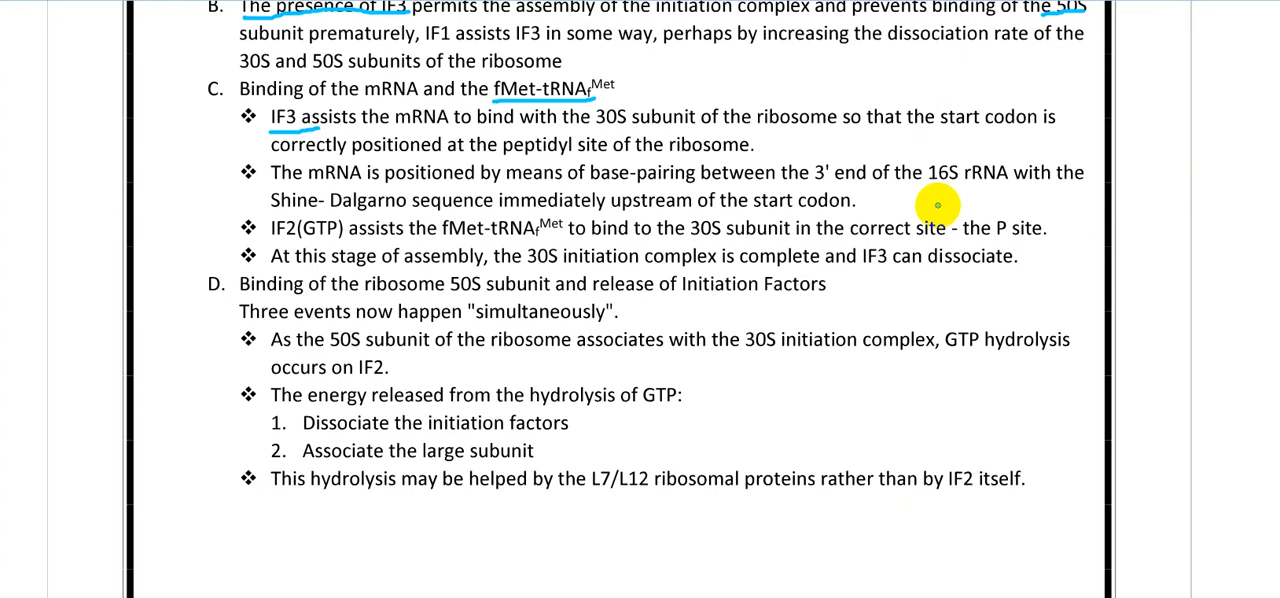 B. The presence of IF3 permits the assembly of the initiation complex and prevents binding of the 50S
subunit prematurely, IF1 assists IF3 in some way, perhaps by increasing the dissociation rate of the
30S and 50S subunits of the ribosome
C. Binding of the mRNA and the fMet-tRNAfMet
❖ IF3 assists the mRNA to bind with the 30S subunit of the ribosome so that the start codon is
correctly positioned at the peptidyl site of the ribosome.
❖ The mRNA is positioned by means of base-pairing between the 3' end of the 16S rRNA with the
Shine- Dalgarno sequence immediately upstream of the start codon.
❖ IF2(GTP) assists the fMet-tRNAfMet to bind to the 30S subunit in the correct site - the P site.
❖ At this stage of assembly, the 30S initiation complex is complete and IF3 can dissociate.
D. Binding of the ribosome 50S subunit and release of Initiation Factors
Three events now happen "simultaneously".
❖ As the 50S subunit of the ribosome associates with the 30S initiation complex, GTP hydrolysis
occurs on IF2.
❖ The energy released from the hydrolysis of GTP:
1. Dissociate the initiation factors
2. Associate the large subunit
❖ This hydrolysis may be helped by the L7/L12 ribosomal proteins rather than by IF2 itself.